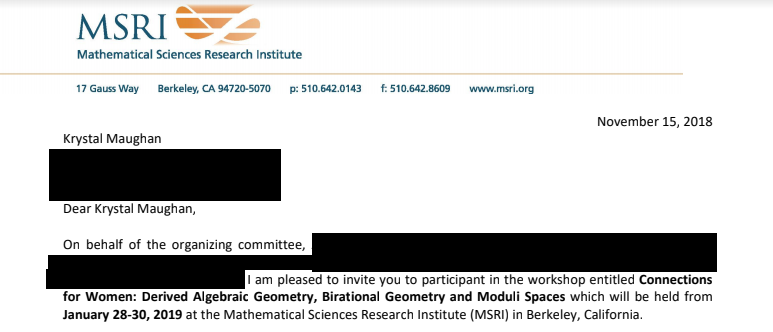 MSRI
Mathematical Sciences Research Institute
17 Gauss Way Berkeley, CA 94720-5070 p: 510.642.0143 f: 510.642.8609 www.msri.org
November 15, 2018
Krystal Maughan
Dear Krystal Maughan,
On behalf of the organizing committee,
I am pleased to invite you to participant in the workshop entitled Connections
for Women: Derived Algebraic Geometry, Birational Geometry and Moduli Spaces which will be held from
January 28-30, 2019 at the Mathematical Sciences Research Institute (MSRI) in Berkeley, California.